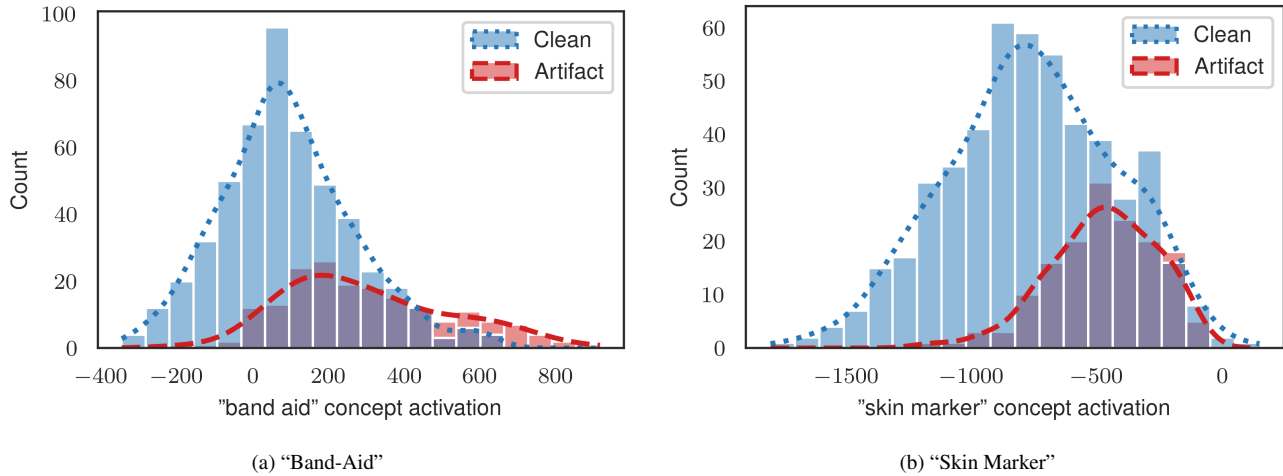 100
80
60
40
20
0
Count
−400 −200 0 200 400 600 800
"band aid" concept activation
Clean
Artifact
(a) “Band-Aid”
60
50
40
30
20
10
0
Count
−1500 −1000 −500 0
"skin marker" concept activation
Clean
Artifact
(b) “Skin Marker”